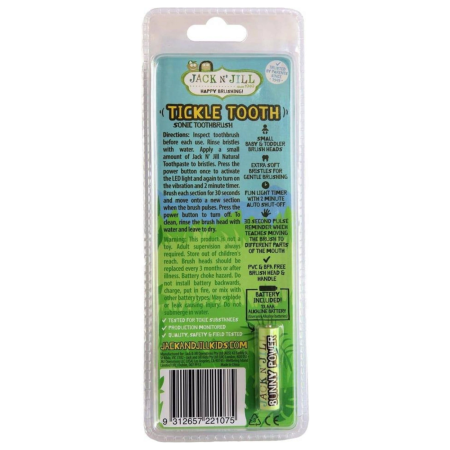 JACK N' JILL
HAPPY BRUSHING!
TICKLE TOOTH
SONIC TOOTHBRUSH
Directions: Inspect toothbrush
before each use. Rinse bristles
with water. Apply a small
amount of Jack N' Jill Natural
Toothpaste to bristles. Press the
power button once to activate
the LED light and again to turn on
the vibration and 2 minute timer.
Brush each section for 30 seconds
and move onto a new section
when the brush pulses. Press the
power button to turn off. To
clean, rinse the brush head with
water and leave to dry.
Warning: This product is not a
toy. Adult supervision always
required. Store out of children's
reach. Brush heads should be
replaced every 3 months or after
illness. Battery choke hazard. Do
not install battery backwards,
charge, put in fire, or mix with
other battery types. May explode
or leak causing injury. Do not
submerge in water.
✓ TESTED FOR TOXIC SUBSTANCES
✓ PRODUCTION MONITORED
✓ QUALITY, SAFETY & FIELD TESTED
JACKANDJILLKIDS.COM
SMALL
BABY & TODDLER
BRUSH HEADS
EXTRA SOFT
BRISTLES FOR
GENTLE BRUSHING
FUN LIGHT TIMER
WITH 2 MINUTE
AUTO SHUT-OFF
30 SECOND PULSE
REMINDER WHICH
TEACHES MOVING
THE BRUSH TO
DIFFERENT PARTS
OF THE MOUTH
PVC & BPA FREE
BRUSH HEAD &
HANDLE
BATTERY
INCLUDED!
ALKALINE BATTERY
JACK N' JILL
BUNNY POWER
CE
9 312657 221075